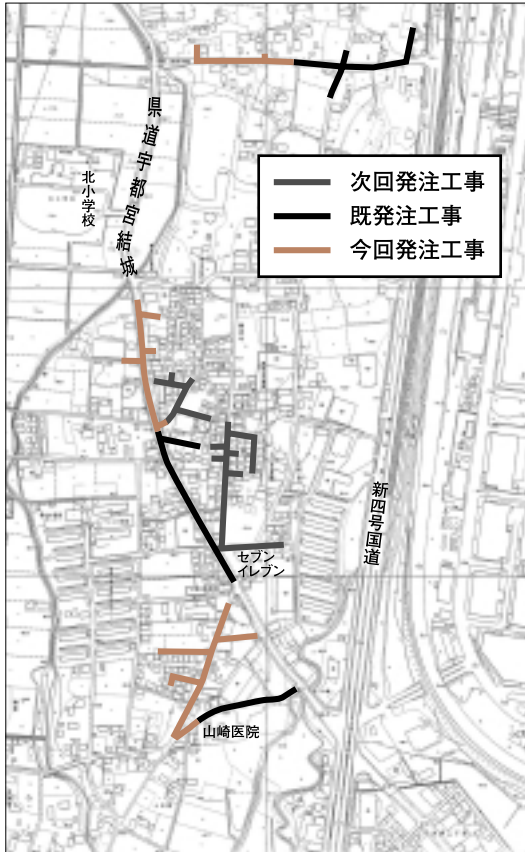 県道宇都宮結城
北小学校
次回発注工事
既発注工事
今回発注工事
新四号国道
セブン
イレブン
山崎医院